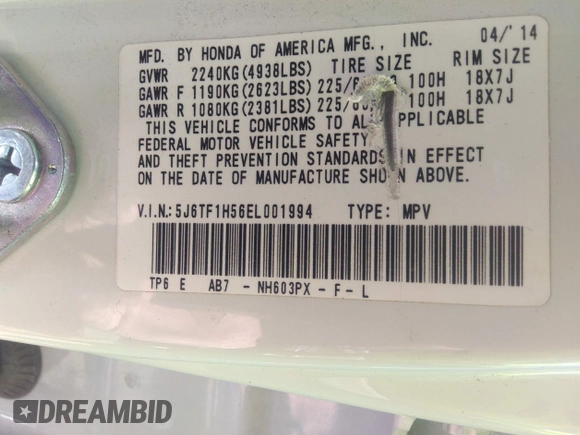 MFD. BY HONDA OF AMERICA MFG., INC. 04/'14
GVWR 2240KG(4938LBS) TIRE SIZE RIM SIZE
GAWR F 1190KG(2623LBS) 100H 18X7J
GAWR R 1080KG(2381LBS) 100H 18X7J
THIS VEHICLE CONFORMS TO ALL APPLICABLE
FEDERAL MOTOR VEHICLE SAFETY
AND THEFT PREVENTION STANDARDS IN EFFECT
ON THE DATE OF MANUFACTURE SHOWN ABOVE.
V.I.N.: 5J6TF1H56EL001994 TYPE: MPV
TP6 E AB7 - NH603PX - F - L
DREAMBID